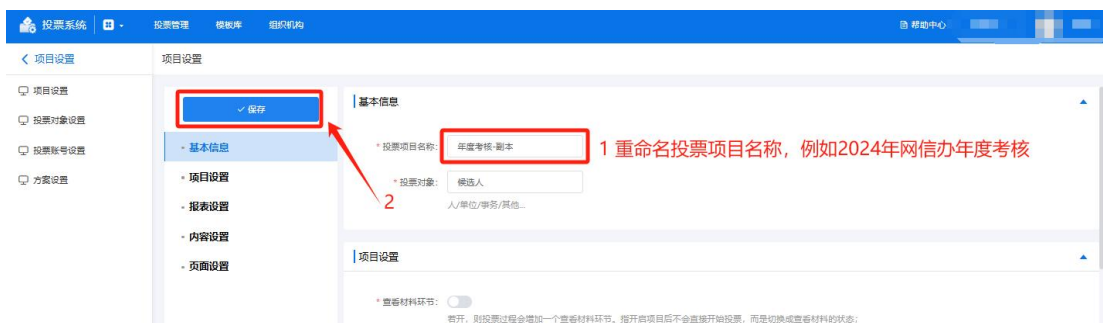 投票系统 投票管理 模板库 组织机构 帮助中心
项目设置 项目设置
项目设置
投票对象设置
投票账号设置
方案设置
保存
基本信息
项目设置
报表设置
内容设置
页面设置
基本信息
* 投票项目名称: 年度考核-副本
1 重命名投票项目名称，例如2024年网信办年度考核
* 投票对象: 候选人
人/单位/事务/其他...
2
项目设置
* 查看材料环节:
若开，则投票过程会增加一个查看材料环节。指开启项目后不会直接开始投票，而是切换成查看材料的状态；